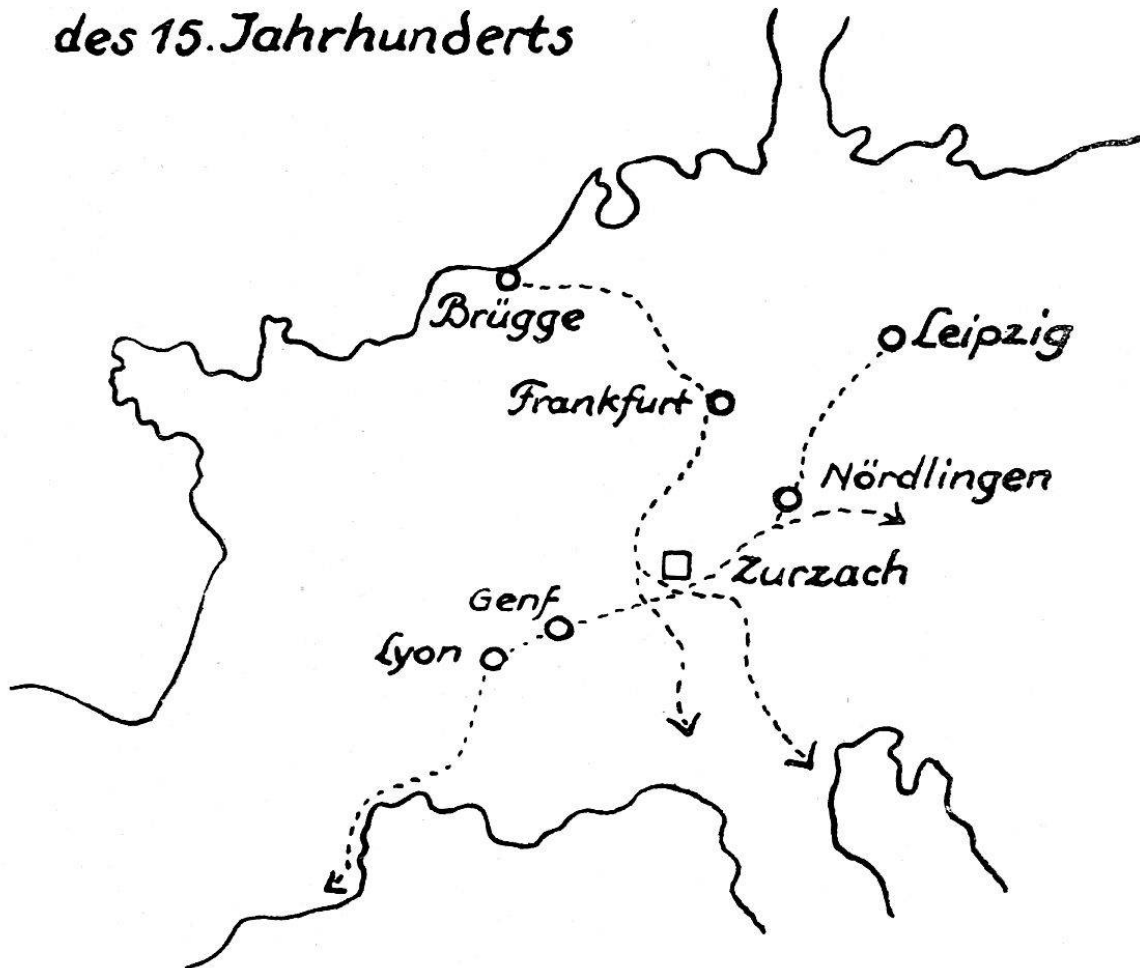 des 15. Jahrhunderts
Brügge
Leipzig
Frankfurt
Nördlingen
Zurzach
Genf
Lyon